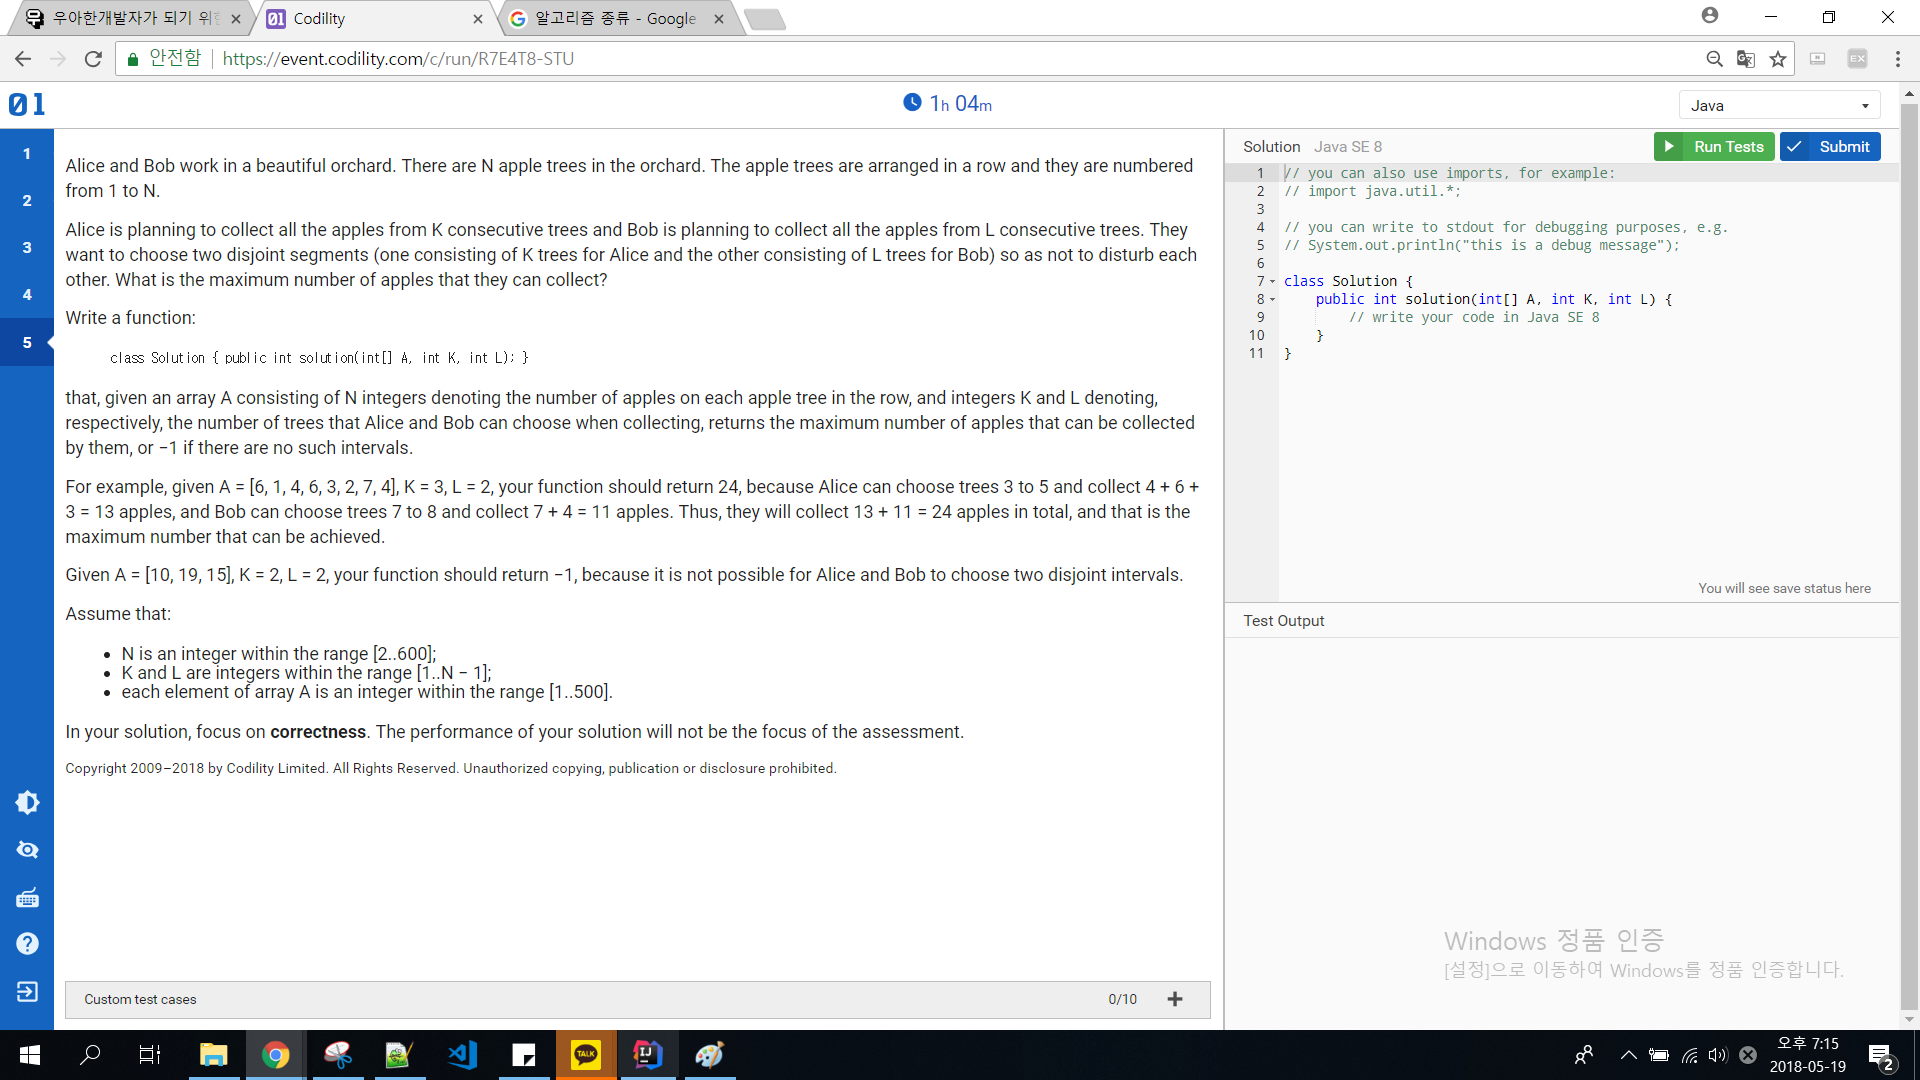 우아한개발자가 되기 위한
Codility
알고리즘 종류 - Google
안전함
https://event.codility.com/c/run/R7E4T8-STU
EX
01
1h 04m
Java
1
2
3
4
5
Alice and Bob work in a beautiful orchard. There are N apple trees in the orchard. The apple trees are arranged in a row and they are numbered
from 1 to N.
Alice is planning to collect all the apples from K consecutive trees and Bob is planning to collect all the apples from L consecutive trees. They
want to choose two disjoint segments (one consisting of K trees for Alice and the other consisting of L trees for Bob) so as not to disturb each
other. What is the maximum number of apples that they can collect?
Write a function:
class Solution { public int solution(int[] A, int K, int L); }
that, given an array A consisting of N integers denoting the number of apples on each apple tree in the row, and integers K and L denoting,
respectively, the number of trees that Alice and Bob can choose when collecting, returns the maximum number of apples that can be collected
by them, or −1 if there are no such intervals.
For example, given A = [6, 1, 4, 6, 3, 2, 7, 4], K = 3, L = 2, your function should return 24, because Alice can choose trees 3 to 5 and collect 4 + 6 +
3 = 13 apples, and Bob can choose trees 7 to 8 and collect 7 + 4 = 11 apples. Thus, they will collect 13 + 11 = 24 apples in total, and that is the
maximum number that can be achieved.
Given A = [10, 19, 15], K = 2, L = 2, your function should return −1, because it is not possible for Alice and Bob to choose two disjoint intervals.
Assume that:
• N is an integer within the range [2..600];
• K and L are integers within the range [1..N − 1];
• each element of array A is an integer within the range [1..500].
In your solution, focus on correctness. The performance of your solution will not be the focus of the assessment.
Copyright 2009–2018 by Codility Limited. All Rights Reserved. Unauthorized copying, publication or disclosure prohibited.
Custom test cases 0/10 +
Solution Java SE 8
Run Tests
Submit
1 // you can also use imports, for example:
2 // import java.util.*;
3
4 // you can write to stdout for debugging purposes, e.g.
5 // System.out.println("this is a debug message");
6
7 class Solution {
8 public int solution(int[] A, int K, int L) {
9 // write your code in Java SE 8
10 }
11 }
You will see save status here
Test Output
Windows 정품 인증
[설정]으로 이동하여 Windows를 정품 인증합니다.
TALK
IJ
오후 7:15
2018-05-19
2